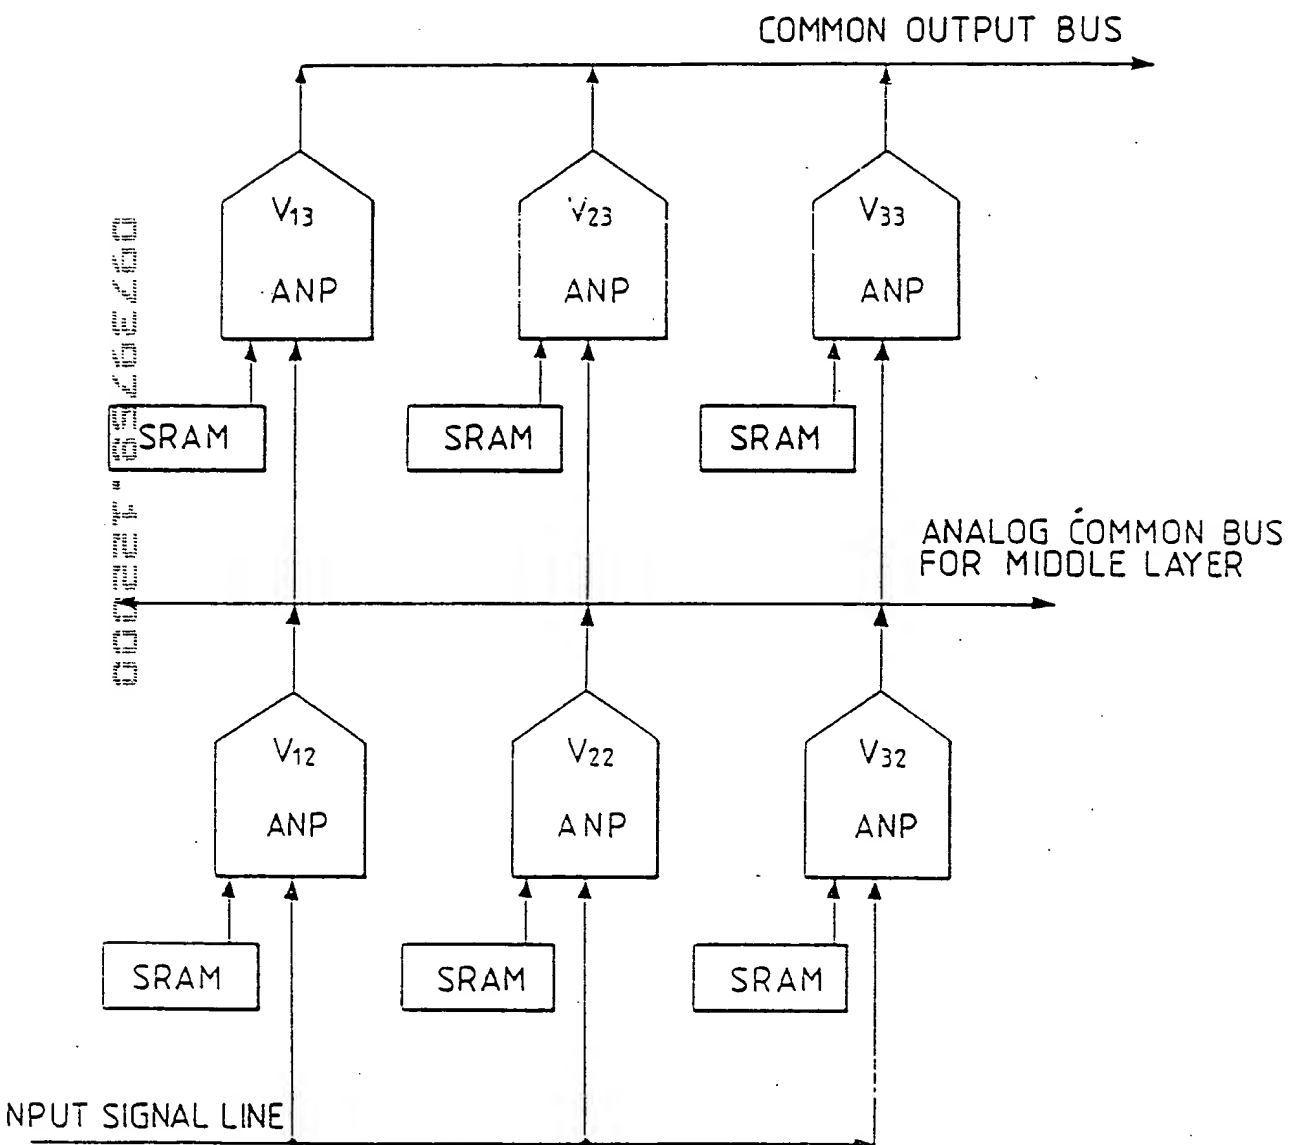 COMMON OUTPUT BUS
V13
V23
V33
ANP
ANP
ANP
SRAM
SRAM
SRAM
ANALOG COMMON BUS
FOR MIDDLE LAYER
V12
V22
V32
ANP
ANP
ANP
SRAM
SRAM
SRAM
NPUT SIGNAL LINE